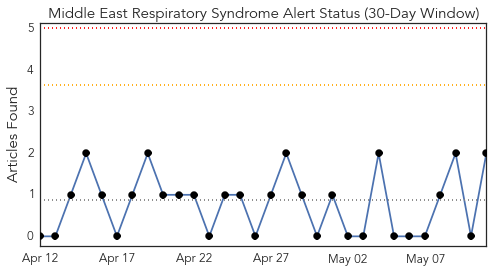 Middle East Respiratory Syndrome Alert Status (30-Day Window)
Articles Found
5
4
3
2
1
0
Apr 12 Apr 17 Apr 22 Apr 27 May 02 May 07